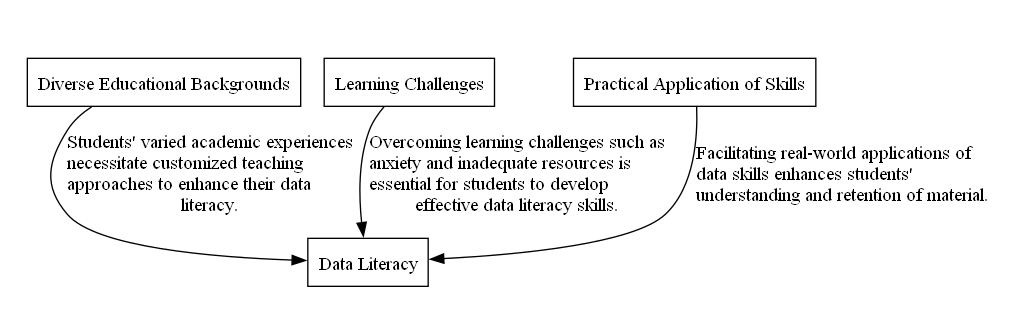 Diverse Educational Backgrounds
Learning Challenges
Practical Application of Skills
Students' varied academic experiences
necessitate customized teaching
approaches to enhance their data
literacy.
Overcoming learning challenges such as
anxiety and inadequate resources is
essential for students to develop
effective data literacy skills.
Facilitating real-world applications of
data skills enhances students'
understanding and retention of material.
Data Literacy